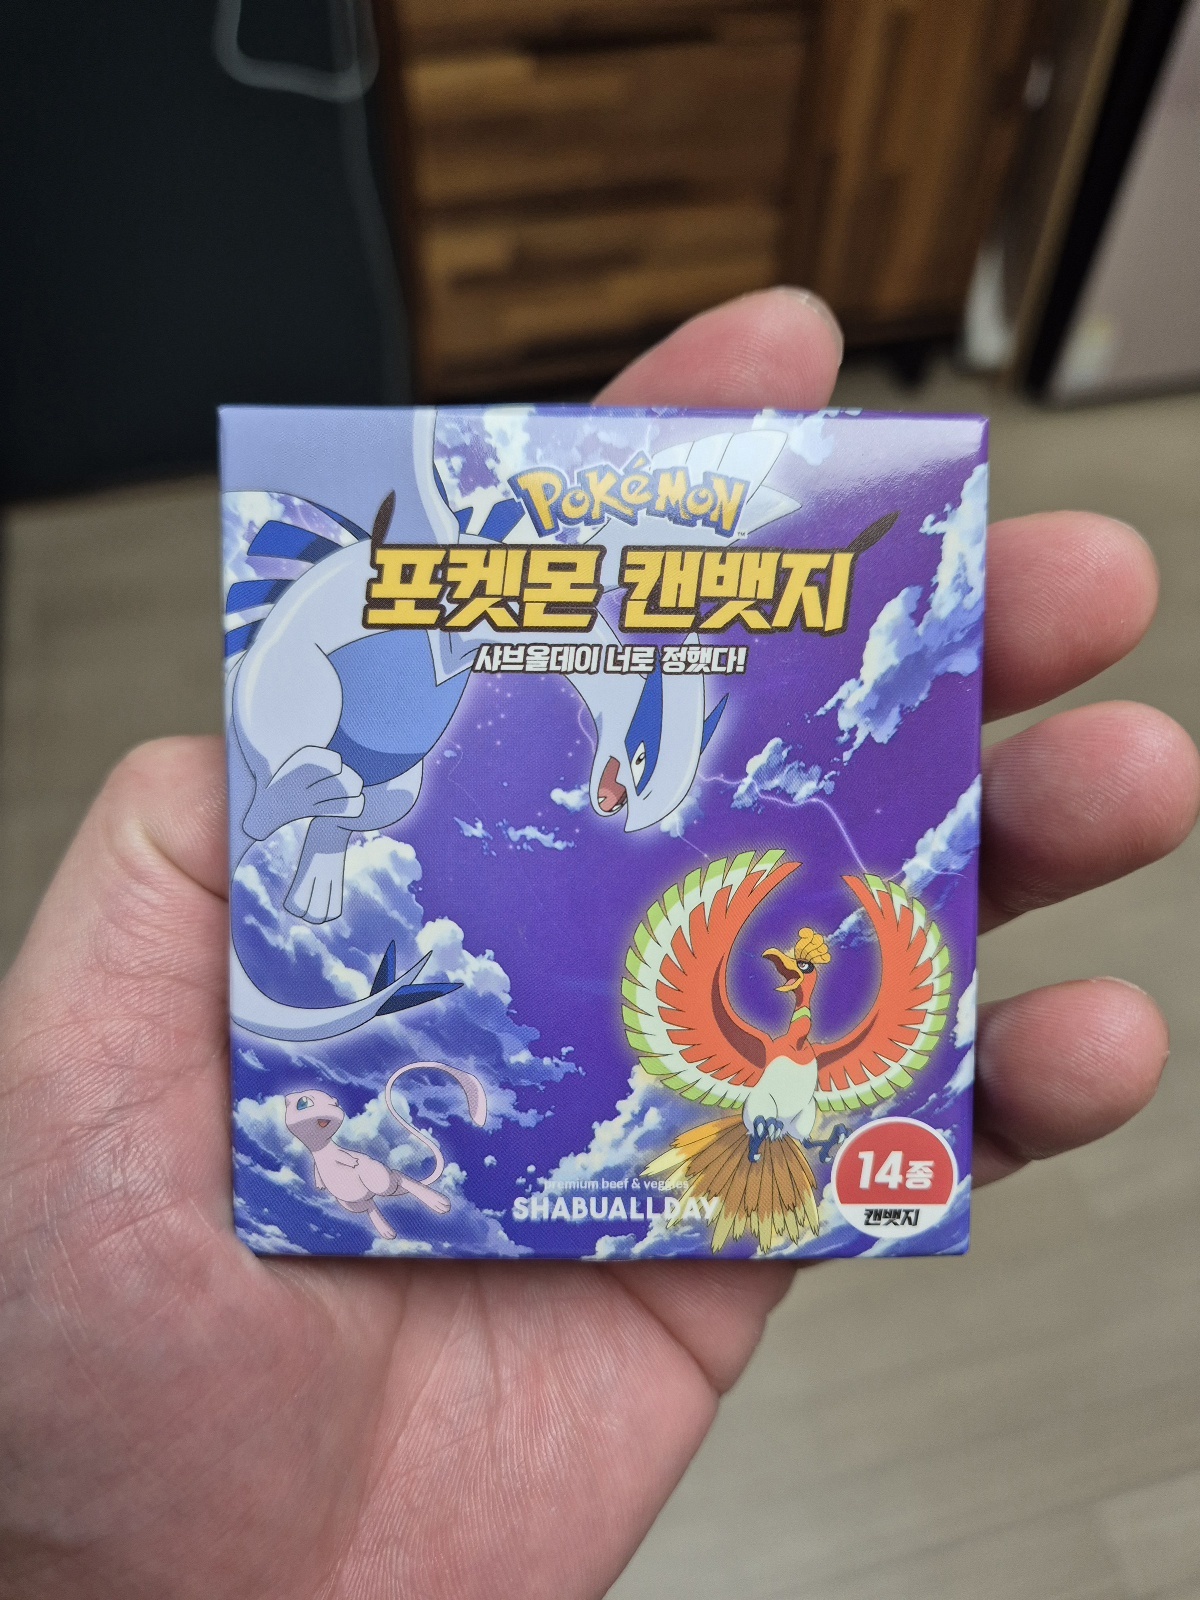 POKéMON™
포켓몬 캔뱃지
샤브올데이 너로 정했다!
premium beef & veggies
SHABUALLDAY
14종
캔뱃지